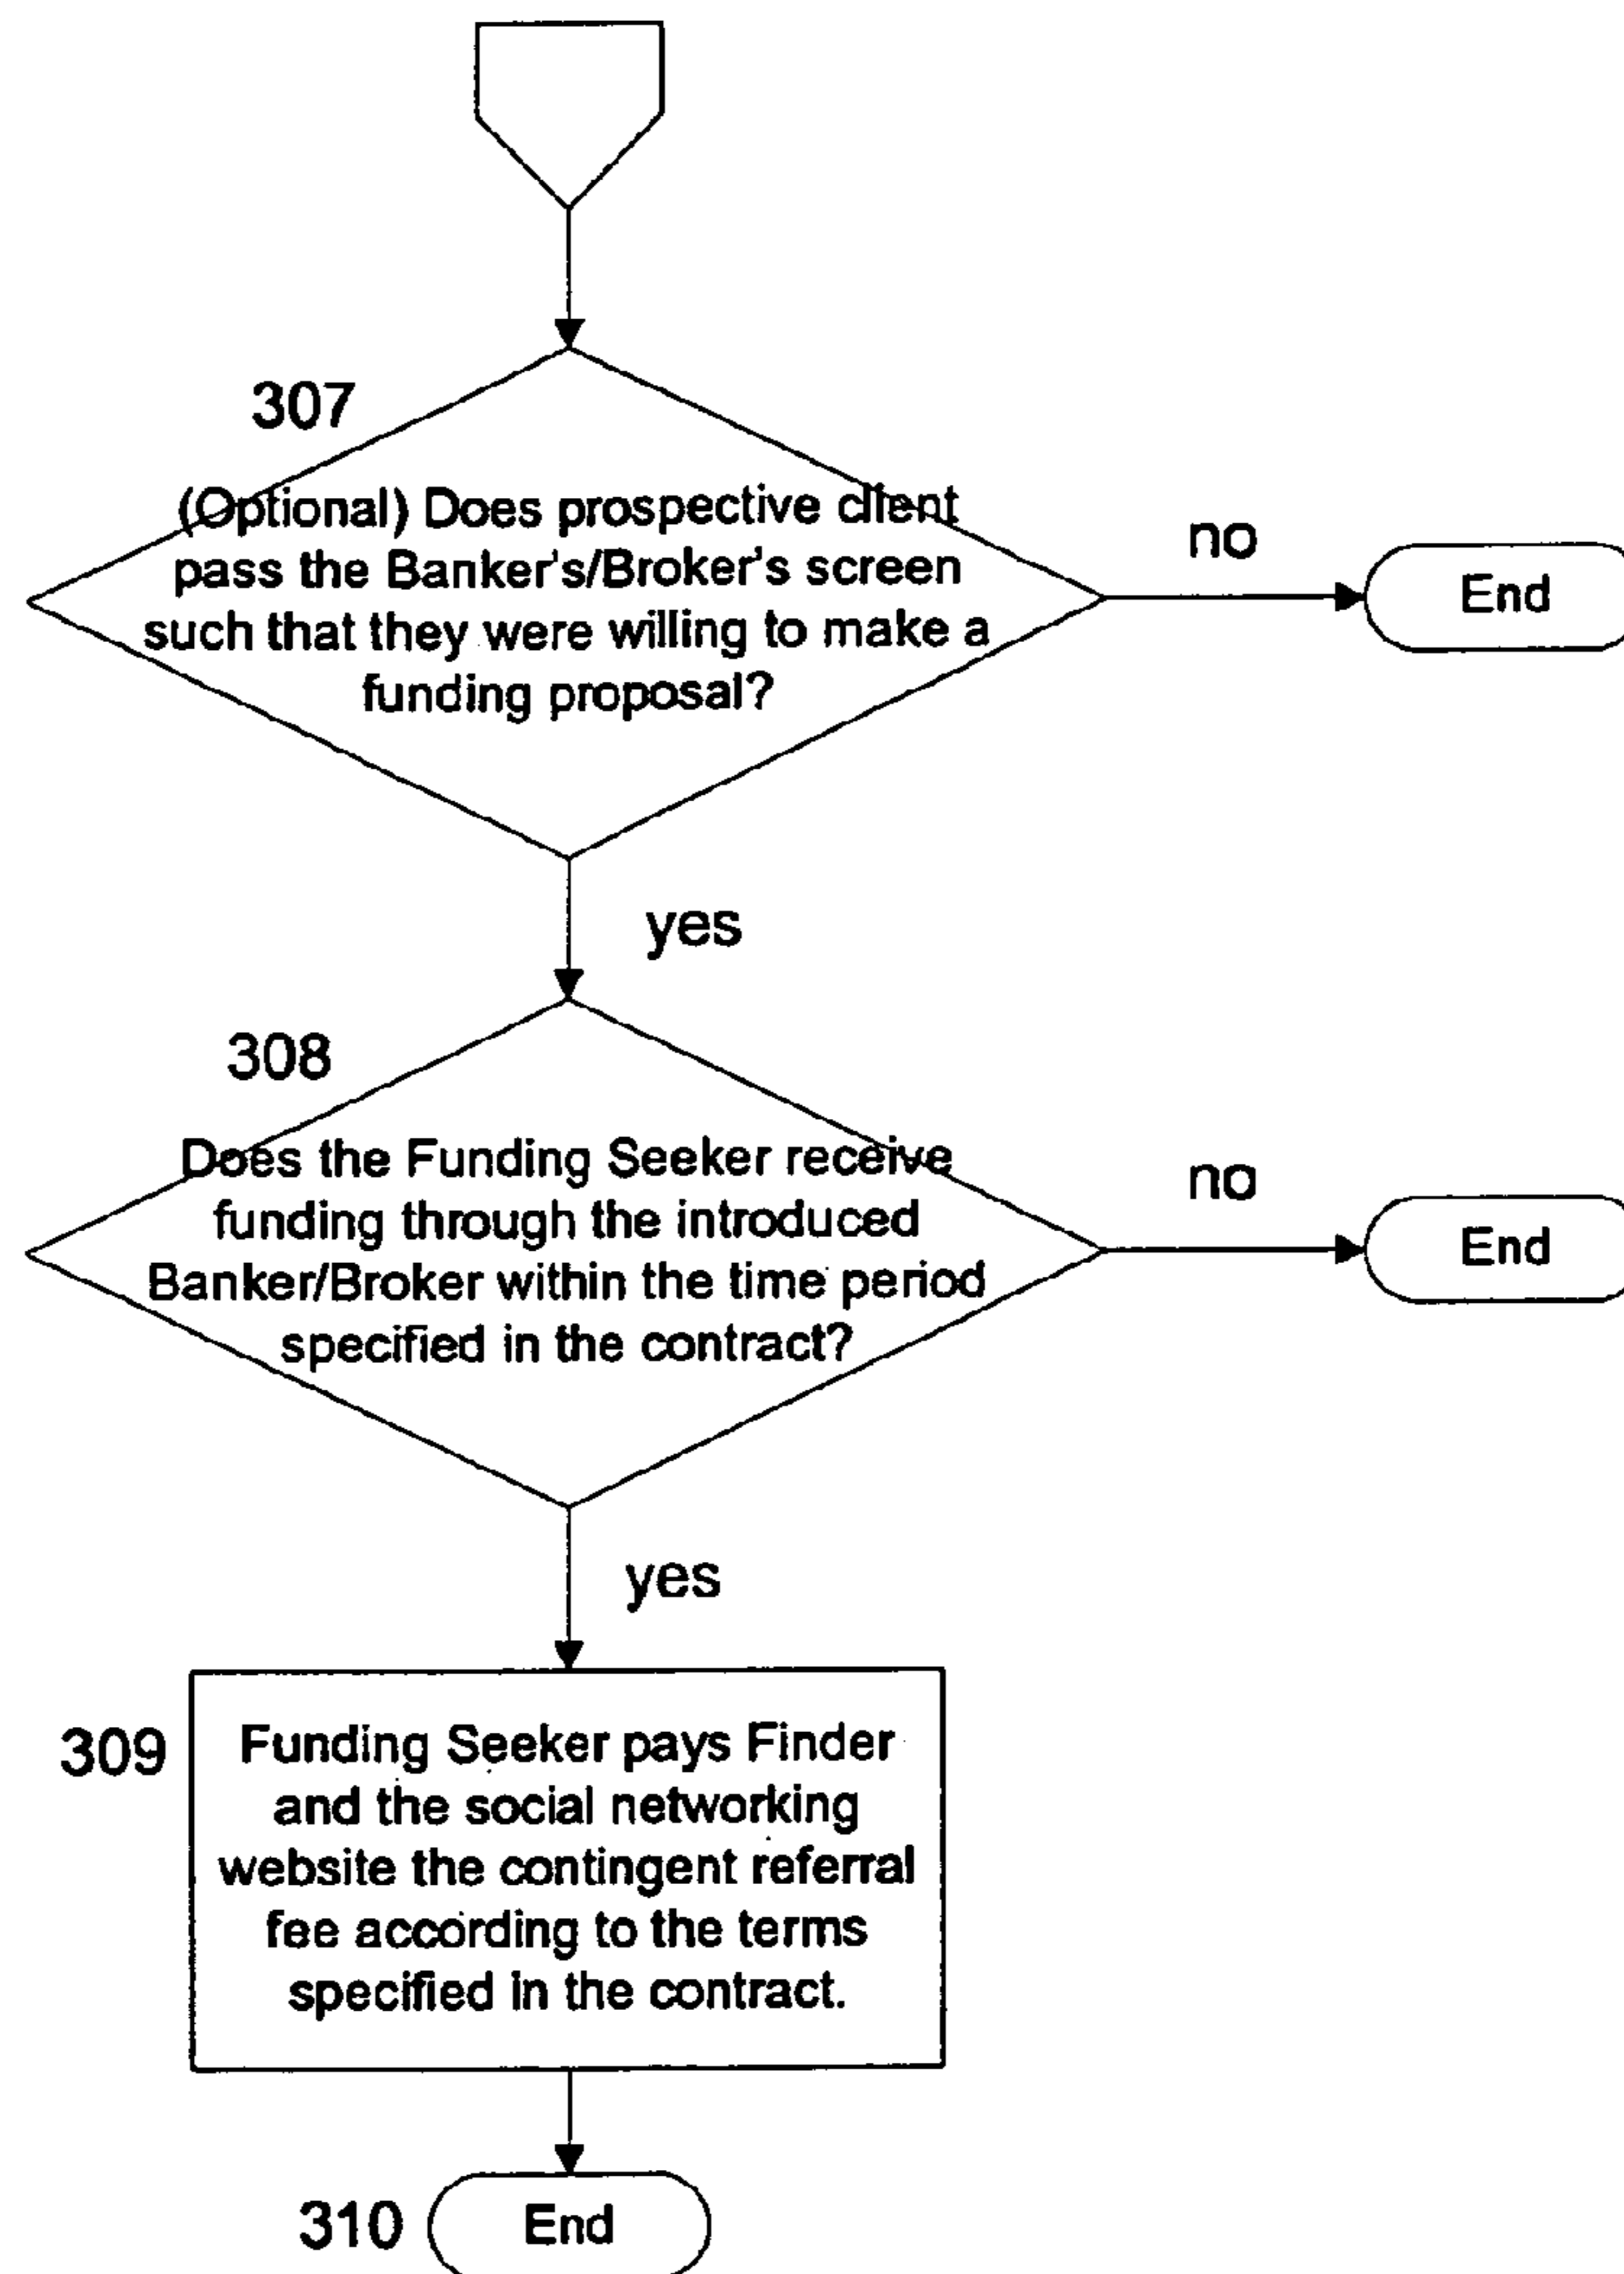 307
(Optional) Does prospective client
pass the Banker's/Broker's screen
such that they were willing to make a
funding proposal?
no
End
yes
308
Does the Funding Seeker receive
funding through the introduced
Banker/Broker within the time period
specified in the contract?
no
End
yes
309
Funding Seeker pays Finder
and the social networking
website the contingent referral
fee according to the terms
specified in the contract.
310
End